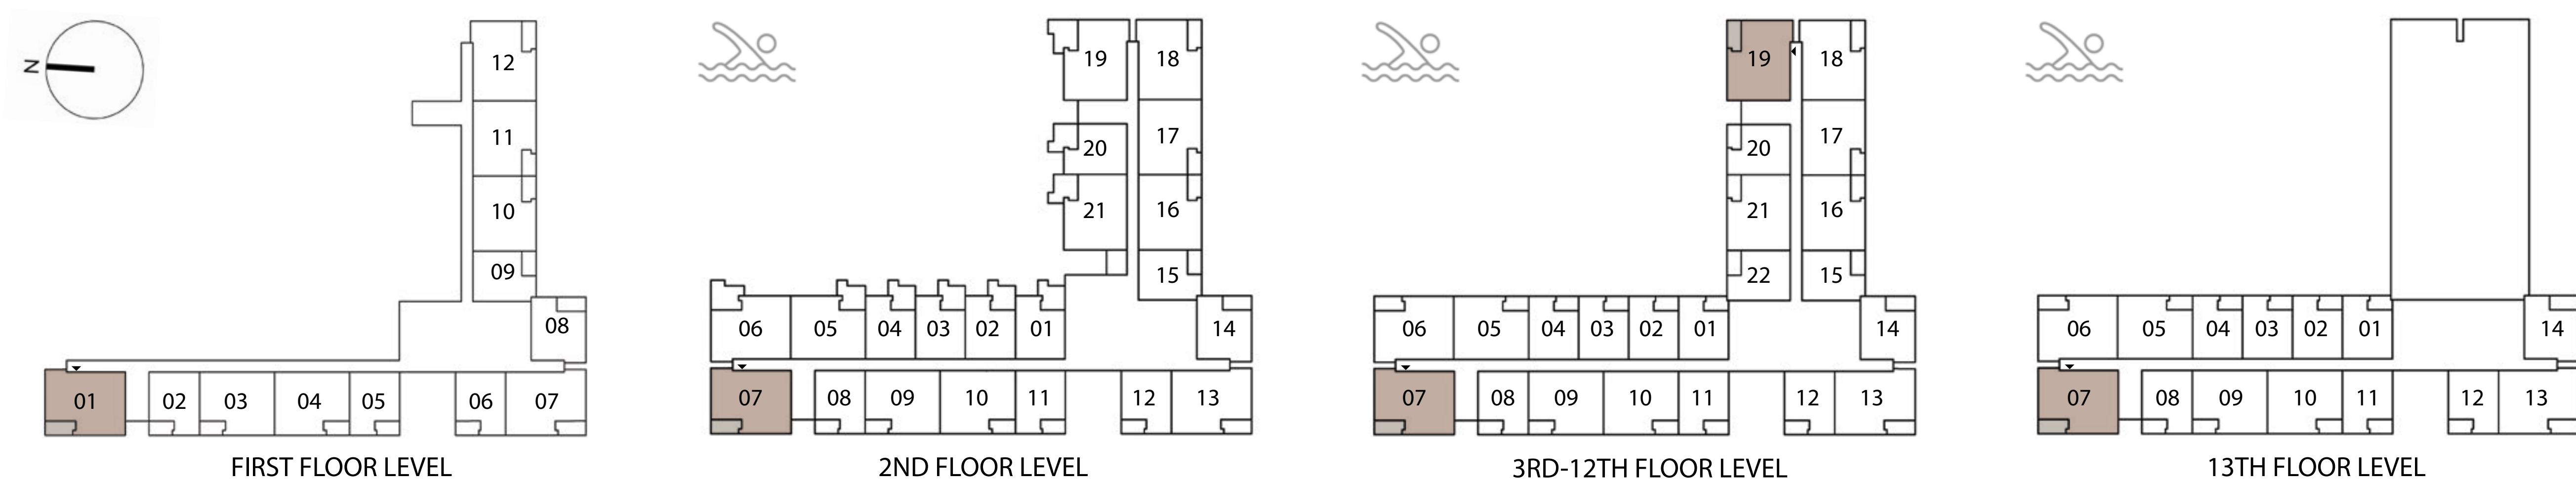 N
12
11
10
09
08
01 02 03 04 05 06 07
FIRST FLOOR LEVEL
19 18
20 17
21 16
15
06 05 04 03 02 01 14
07 08 09 10 11 12 13
2ND FLOOR LEVEL
19 18
20 17
21 16
22 15
06 05 04 03 02 01 14
07 08 09 10 11 12 13
3RD-12TH FLOOR LEVEL
06 05 04 03 02 01 14
07 08 09 10 11 12 13
13TH FLOOR LEVEL